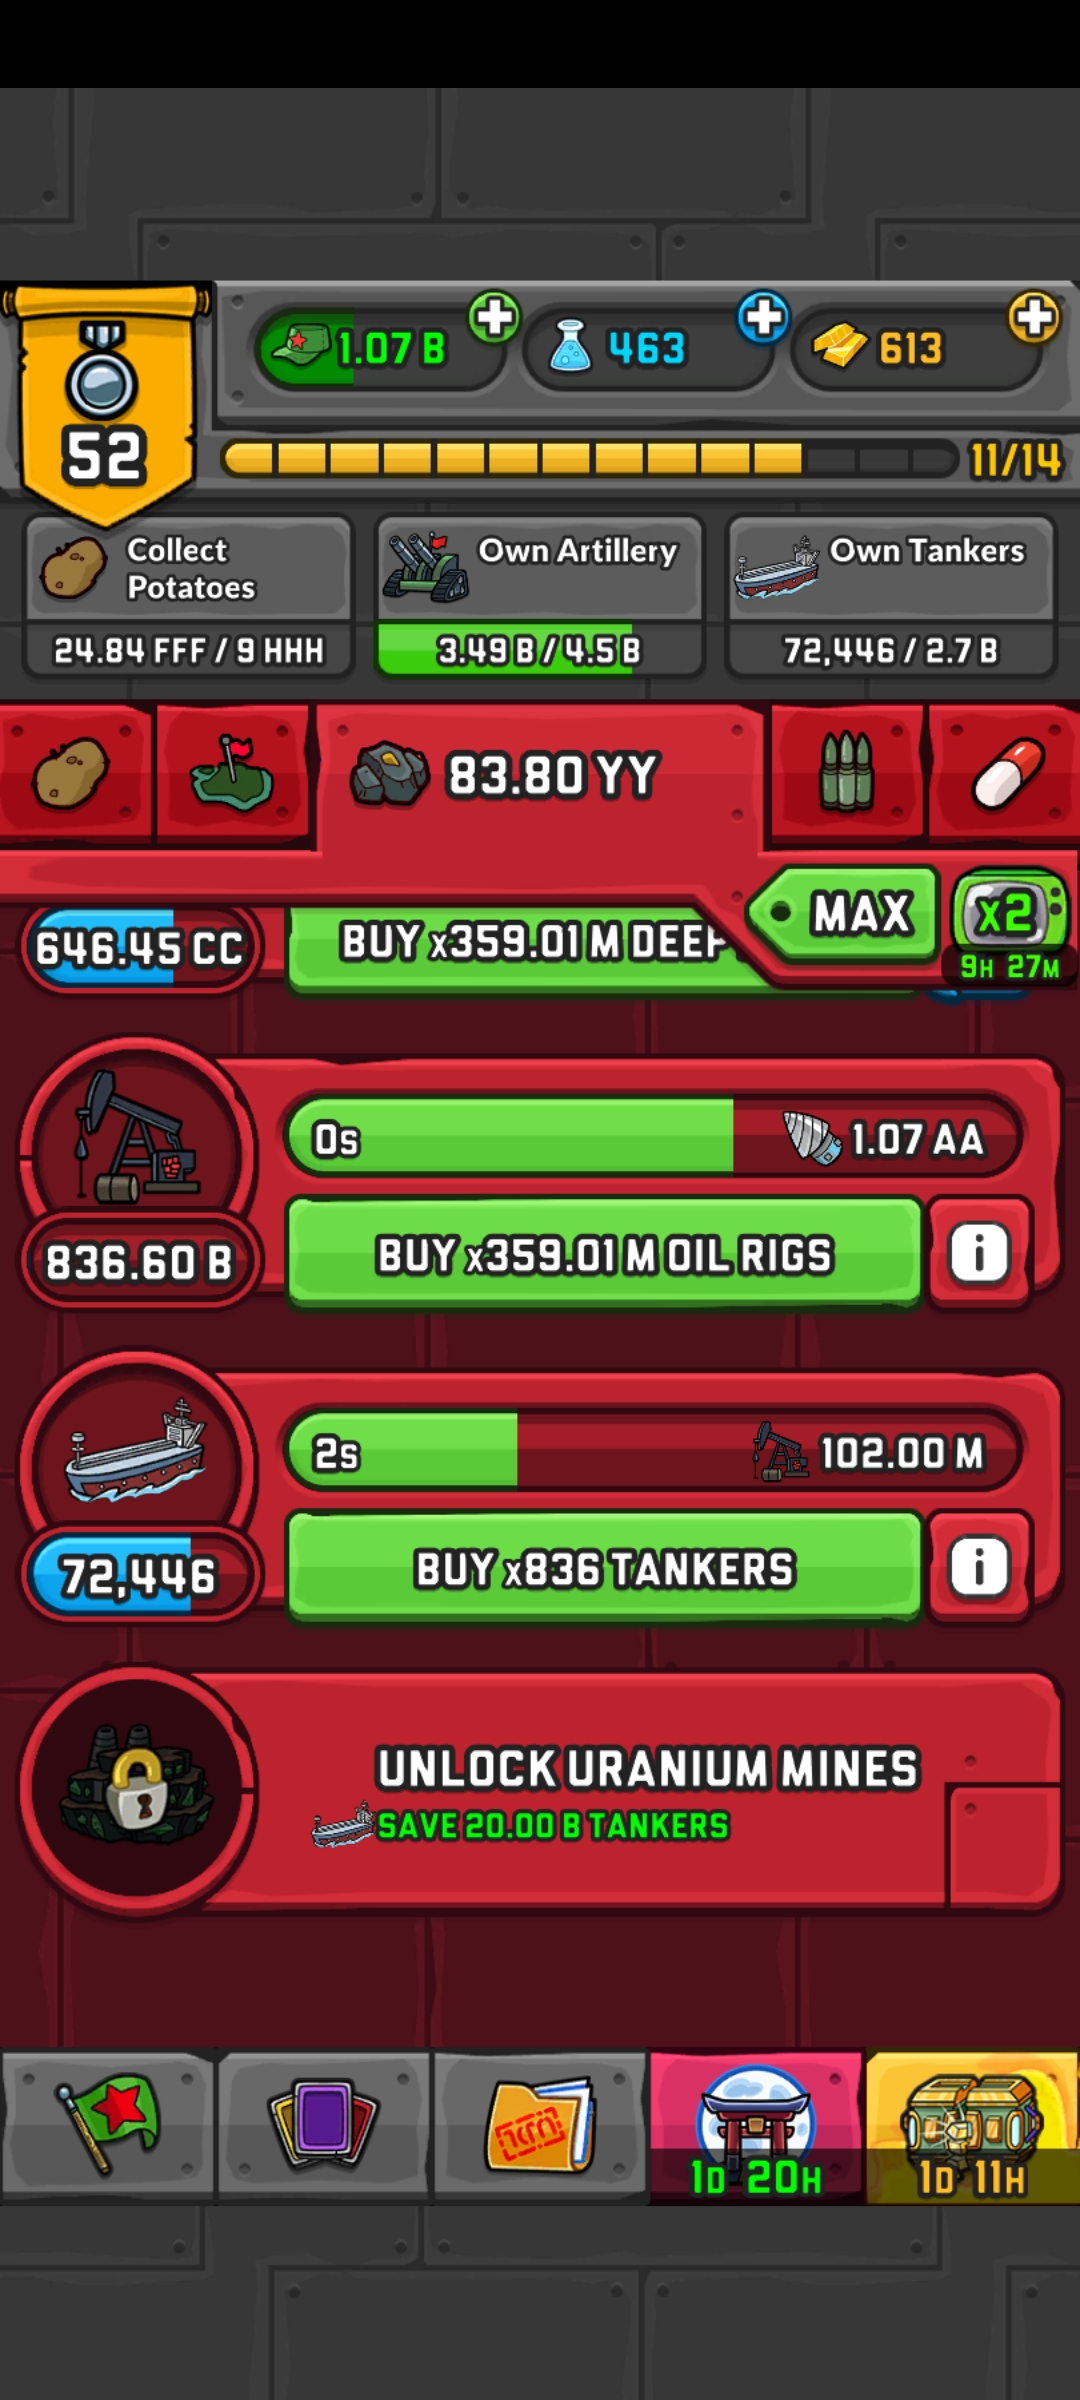 1.07 B
463
613
52
11/14
Collect
Potatoes
24.84 FFF / 9 HHH
Own Artillery
3.49 B / 4.5 B
Own Tankers
72,446 / 2.7 B
83.80 YY
MAX
x2
9H 27M
646.45 CC
BUY x359.01 M DEEP
0s
1.07 AA
836.60 B
BUY x359.01 M OIL RIGS
i
2s
102.00 M
72,446
BUY x836 TANKERS
i
UNLOCK URANIUM MINES
SAVE 20.00 B TANKERS
1D 20H
1D 11H